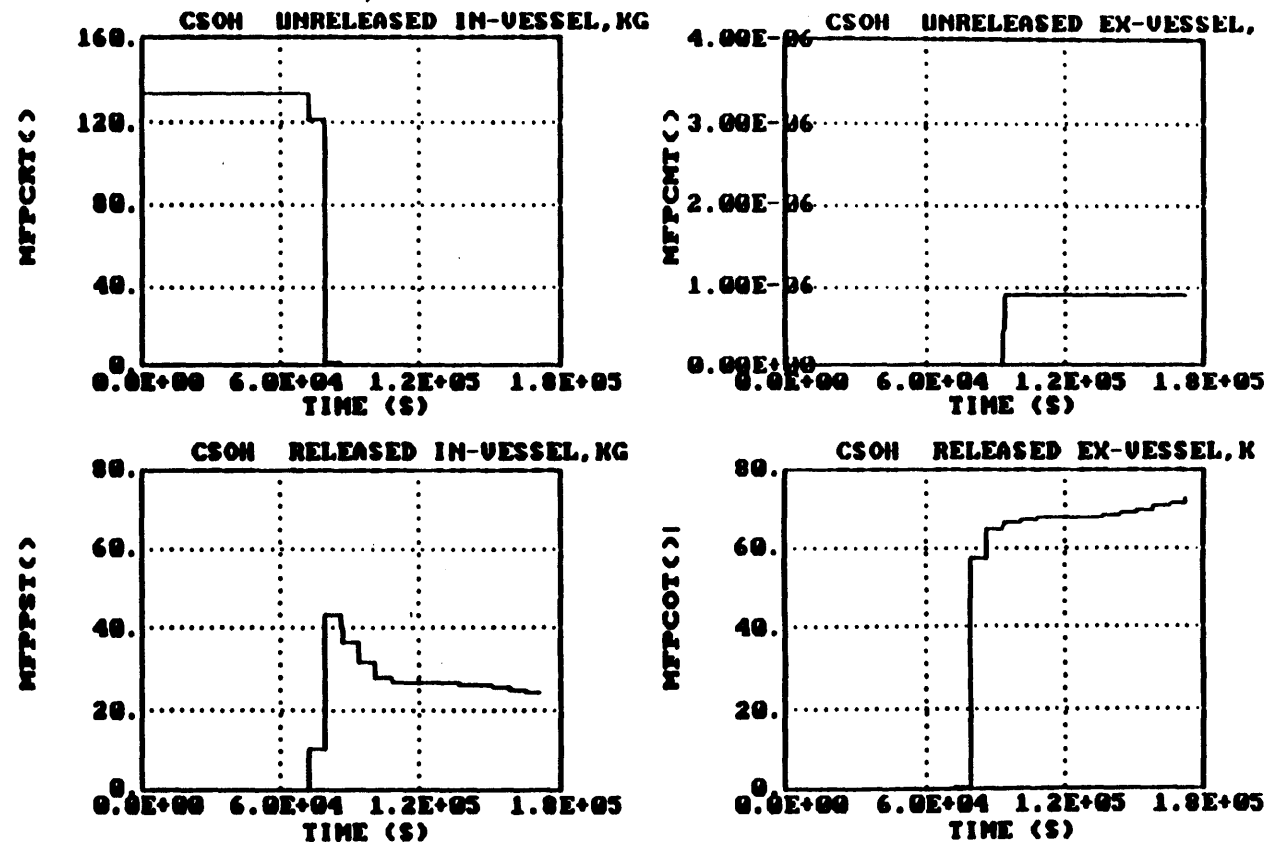 CSOH UNRELEASED IN-VESSEL,KG
160.
120.
80.
40.
0.
MFPCRT()
0.0E+00 6.0E+04 1.2E+05 1.8E+05
TIME (S)
CSOH UNRELEASED EX-VESSEL,
4.00E-06
3.00E-06
2.00E-06
1.00E-06
0.00E+00
MFPCMT()
0.0E+00 6.0E+04 1.2E+05 1.8E+05
TIME (S)
CSOH RELEASED IN-VESSEL,KG
80.
60.
40.
20.
0.
MFPPST()
0.0E+00 6.0E+04 1.2E+05 1.8E+05
TIME (S)
CSOH RELEASED EX-VESSEL,K
80.
60.
40.
20.
0.
MFPCOT()
0.0E+00 6.0E+04 1.2E+05 1.8E+05
TIME (S)